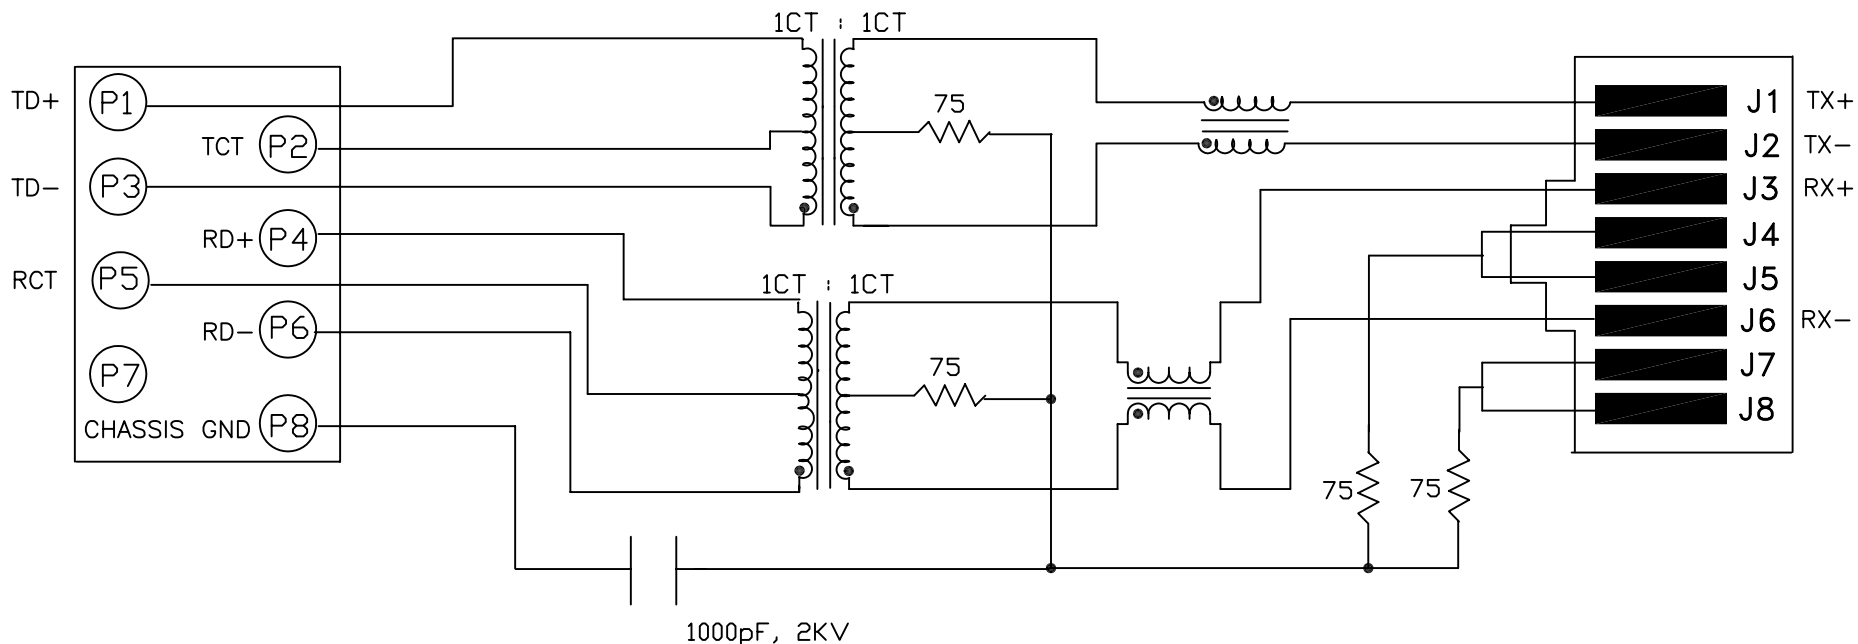 1CT : 1CT
TD+ P1 75 J1 TX+
TCT P2 J2 TX-
TD- P3 J3 RX+
RD+ P4 J4
RCT P5 1CT : 1CT J5
RD- P6 J6 RX-
P7 75 J7
CHASSIS GND P8 J8
75 75
1000pF, 2KV